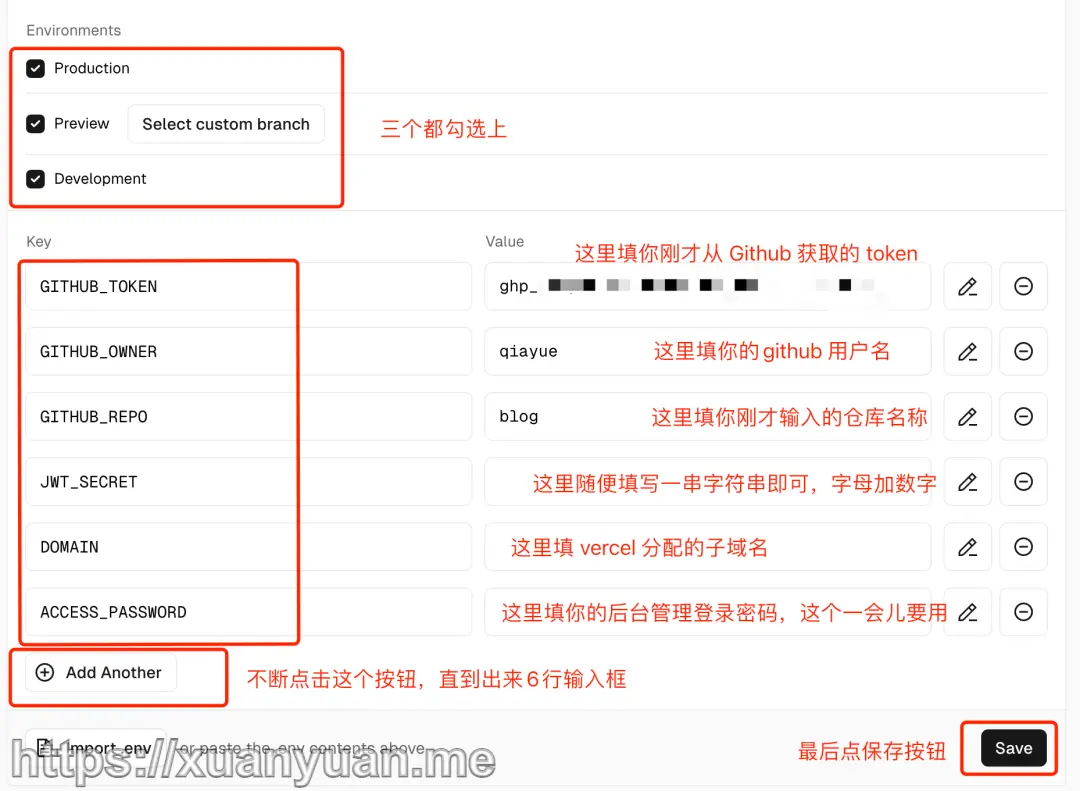 Environments
Production
Preview Select custom branch 三个都勾选上
Development
Key Value 这里填你刚才从 Github 获取的 token
GITHUB_TOKEN ghp_
GITHUB_OWNER qiayue 这里填你的github 用户名
GITHUB_REPO blog 这里填你刚才输入的仓库名称
JWT_SECRET 这里随便填写一串字符串即可，字母加数字
DOMAIN 这里填 vercel 分配的子域名
ACCESS_PASSWORD 这里填你的后台管理登录密码，这个一会儿要用
Add Another 不断点击这个按钮，直到出来6行输入框
Import .env or paste the .env contents above 最后点保存按钮 Save
https://xuanyuan.me